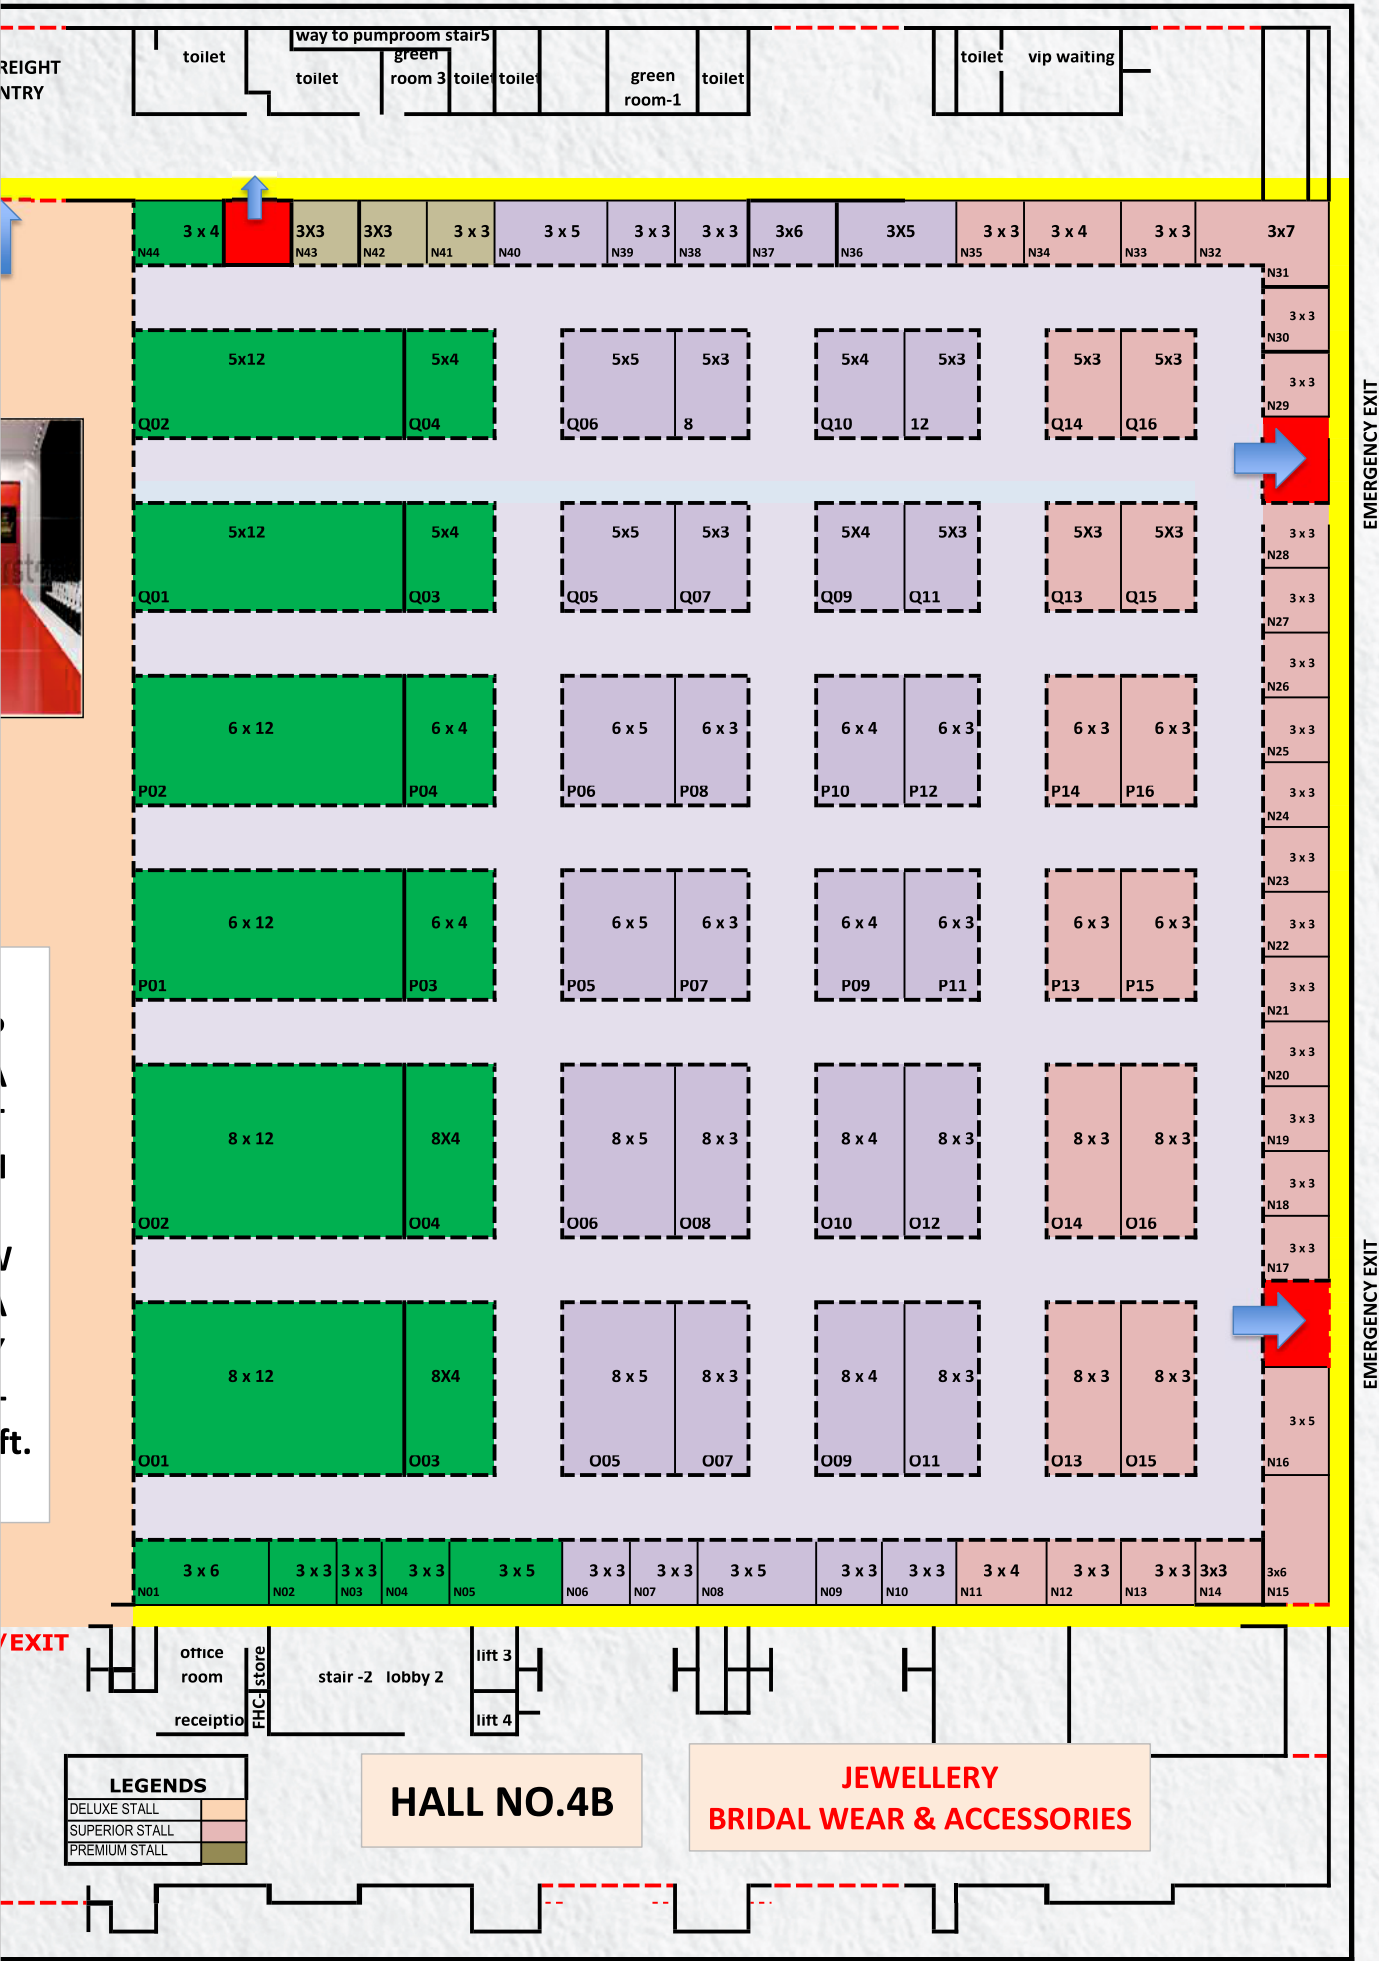 way to pumproom stair5
toilet
REIGHT
NTRY
toilet
green
room 3
toilet
toilet
green
room-1
toilet
toilet
vip waiting
3 x 4
3X3
3X3
3 x 3
3 x 5
3 x 3
3 x 3
3x6
3X5
3 x 3
3 x 4
3 x 3
3x7
N44
N43
N42
N41
N40
N39
N38
N37
N36
N35
N34
N33
N32
N31
3 x 3
N30
3 x 3
N29
5x12
5x4
5x5
5x3
5x4
5x3
5x3
5x3
Q02
Q04
Q06
8
Q10
12
Q14
Q16
EMERGENCY EXIT
5x12
5x4
5x5
5x3
5X4
5X3
5X3
5X3
Q01
Q03
Q05
Q07
Q09
Q11
Q13
Q15
3 x 3
N28
3 x 3
N27
3 x 3
N26
3 x 3
N25
3 x 3
N24
3 x 3
N23
3 x 3
N22
3 x 3
N21
3 x 3
N20
3 x 3
N19
3 x 3
N18
3 x 3
N17
6 x 12
6 x 4
6 x 5
6 x 3
6 x 4
6 x 3
6 x 3
6 x 3
P02
P04
P06
P08
P10
P12
P14
P16
6 x 12
6 x 4
6 x 5
6 x 3
6 x 4
6 x 3
6 x 3
6 x 3
P01
P03
P05
P07
P09
P11
P13
P15
8 x 12
8X4
8 x 5
8 x 3
8 x 4
8 x 3
8 x 3
8 x 3
O02
O04
O06
O08
O10
O12
O14
O16
EMERGENCY EXIT
8 x 12
8X4
8 x 5
8 x 3
8 x 4
8 x 3
8 x 3
8 x 3
O01
O03
O05
O07
O09
O11
O13
O15
3 x 5
N16
ft.
3 x 6
3 x 3
3 x 3
3 x 3
3 x 5
3 x 3
3 x 3
3 x 5
3 x 3
3 x 3
3 x 4
3 x 3
3 x 3
3x3
3x6
N01
N02
N03
N04
N05
N06
N07
N08
N09
N10
N11
N12
N13
N14
N15
/EXIT
office
room
receiptio
FHC-I store
stair -2
lobby 2
lift 3
lift 4
LEGENDS
DELUXE STALL
SUPERIOR STALL
PREMIUM STALL
HALL NO.4B
JEWELLERY
BRIDAL WEAR & ACCESSORIES